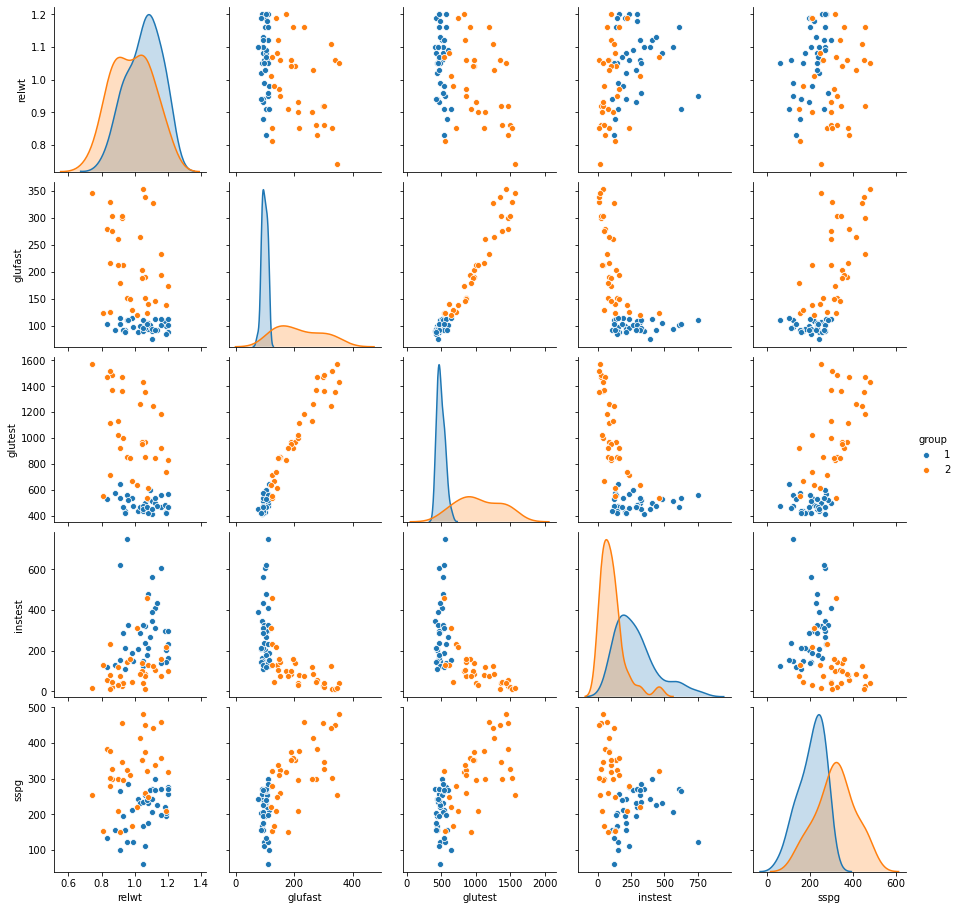 1.2
1.1
1.0
0.9
0.8
relwt
350
300
250
200
150
100
glufast
1600
1400
1200
1000
800
600
400
glutest
group
1
2
600
400
200
0
instest
500
400
300
200
100
sspg
0.6 0.8 1.0 1.2 1.4
relwt
0 200 400
glufast
0 500 1000 1500 2000
glutest
0 250 500 750
instest
0 200 400 600
sspg